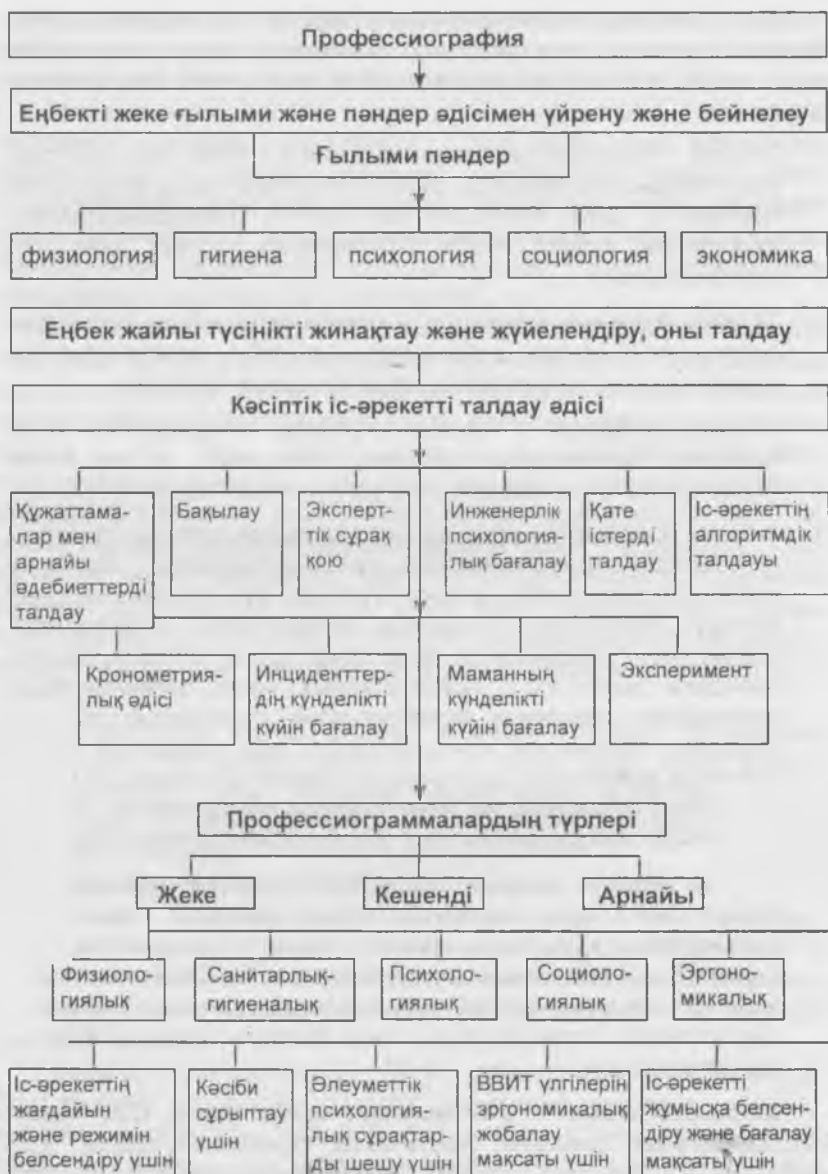 Профессиография
Еңбекті жеке ғылыми және пәндер әдісімен үйрену және бейнелеу
Ғылыми пәндер
физиология
гигиена
психология
социология
экономика
Еңбек жайлы түсінікті жинақтау және жүйелендіру, оны талдау
Кәсіптік іс-әрекетті талдау әдісі
Құжаттама-
лар мен
арнайы
әдебиеттерді
талдау
Бақылау
Эксперт-
тік сұрақ
қою
Инженерлік
психология-
лық бағалау
Қате
істерді
талдау
Іс-әрекеттің
алгоритмдік
талдауы
Кронометрия-
лық әдісі
Инциденттер-
дің күнделікті
күйін бағалау
Маманның
күнделікті
күйін бағалау
Эксперимент
Профессиограммалардың түрлері
Жеке
Кешенді
Арнайы
Физиоло-
гиялық
Санитарлық-
гигиеналық
Психоло-
гиялық
Социоло-
гиялық
Эргоно-
микалық
Іс-әрекеттің
жағдайын
және режимін
белсендіру үшін
Кәсіби
сұрыптау
үшін
Әлеуметтік
психология-
лық сұрақтар-
ды шешу үшін
ВВИТ үлгілерін
эргономикалық
жобалау
мақсаты үшін
Іс-әрекетті
жұмысқа белсен-
діру және бағалау
мақсаты үшін